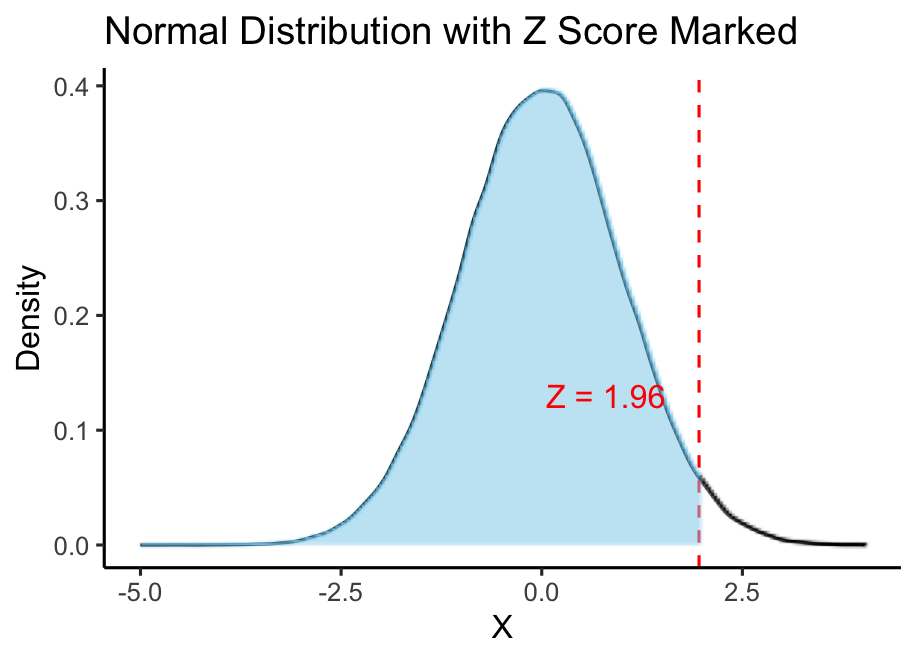 Normal Distribution with Z Score Marked
0.4
0.3
0.2
0.1
0.0
Density
Z = 1.96
-5.0 -2.5 0.0 2.5
X